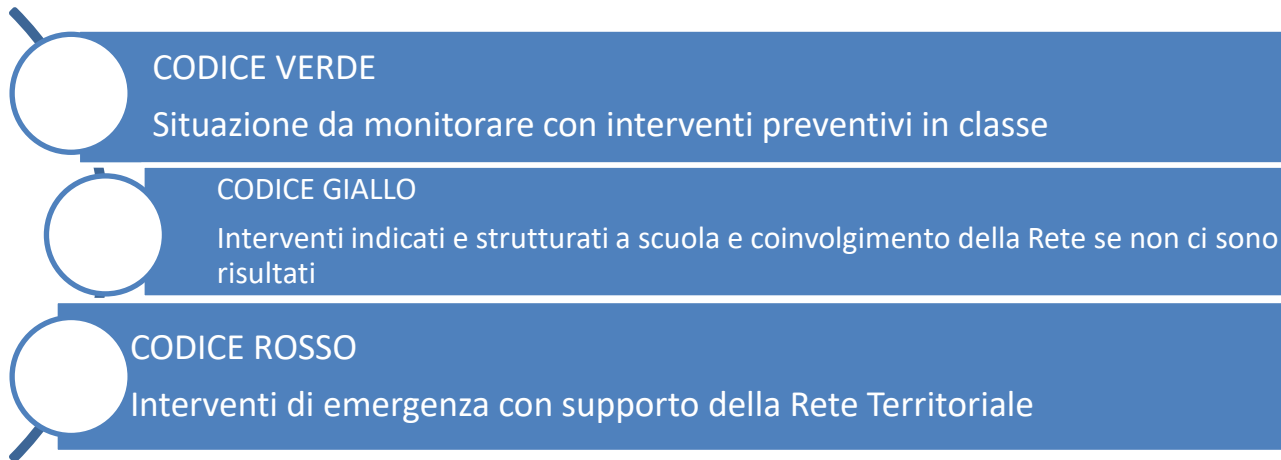 CODICE VERDE
Situazione da monitorare con interventi preventivi in classe
CODICE GIALLO
Interventi indicati e strutturati a scuola e coinvolgimento della Rete se non ci sono
risultati
CODICE ROSSO
Interventi di emergenza con supporto della Rete Territoriale